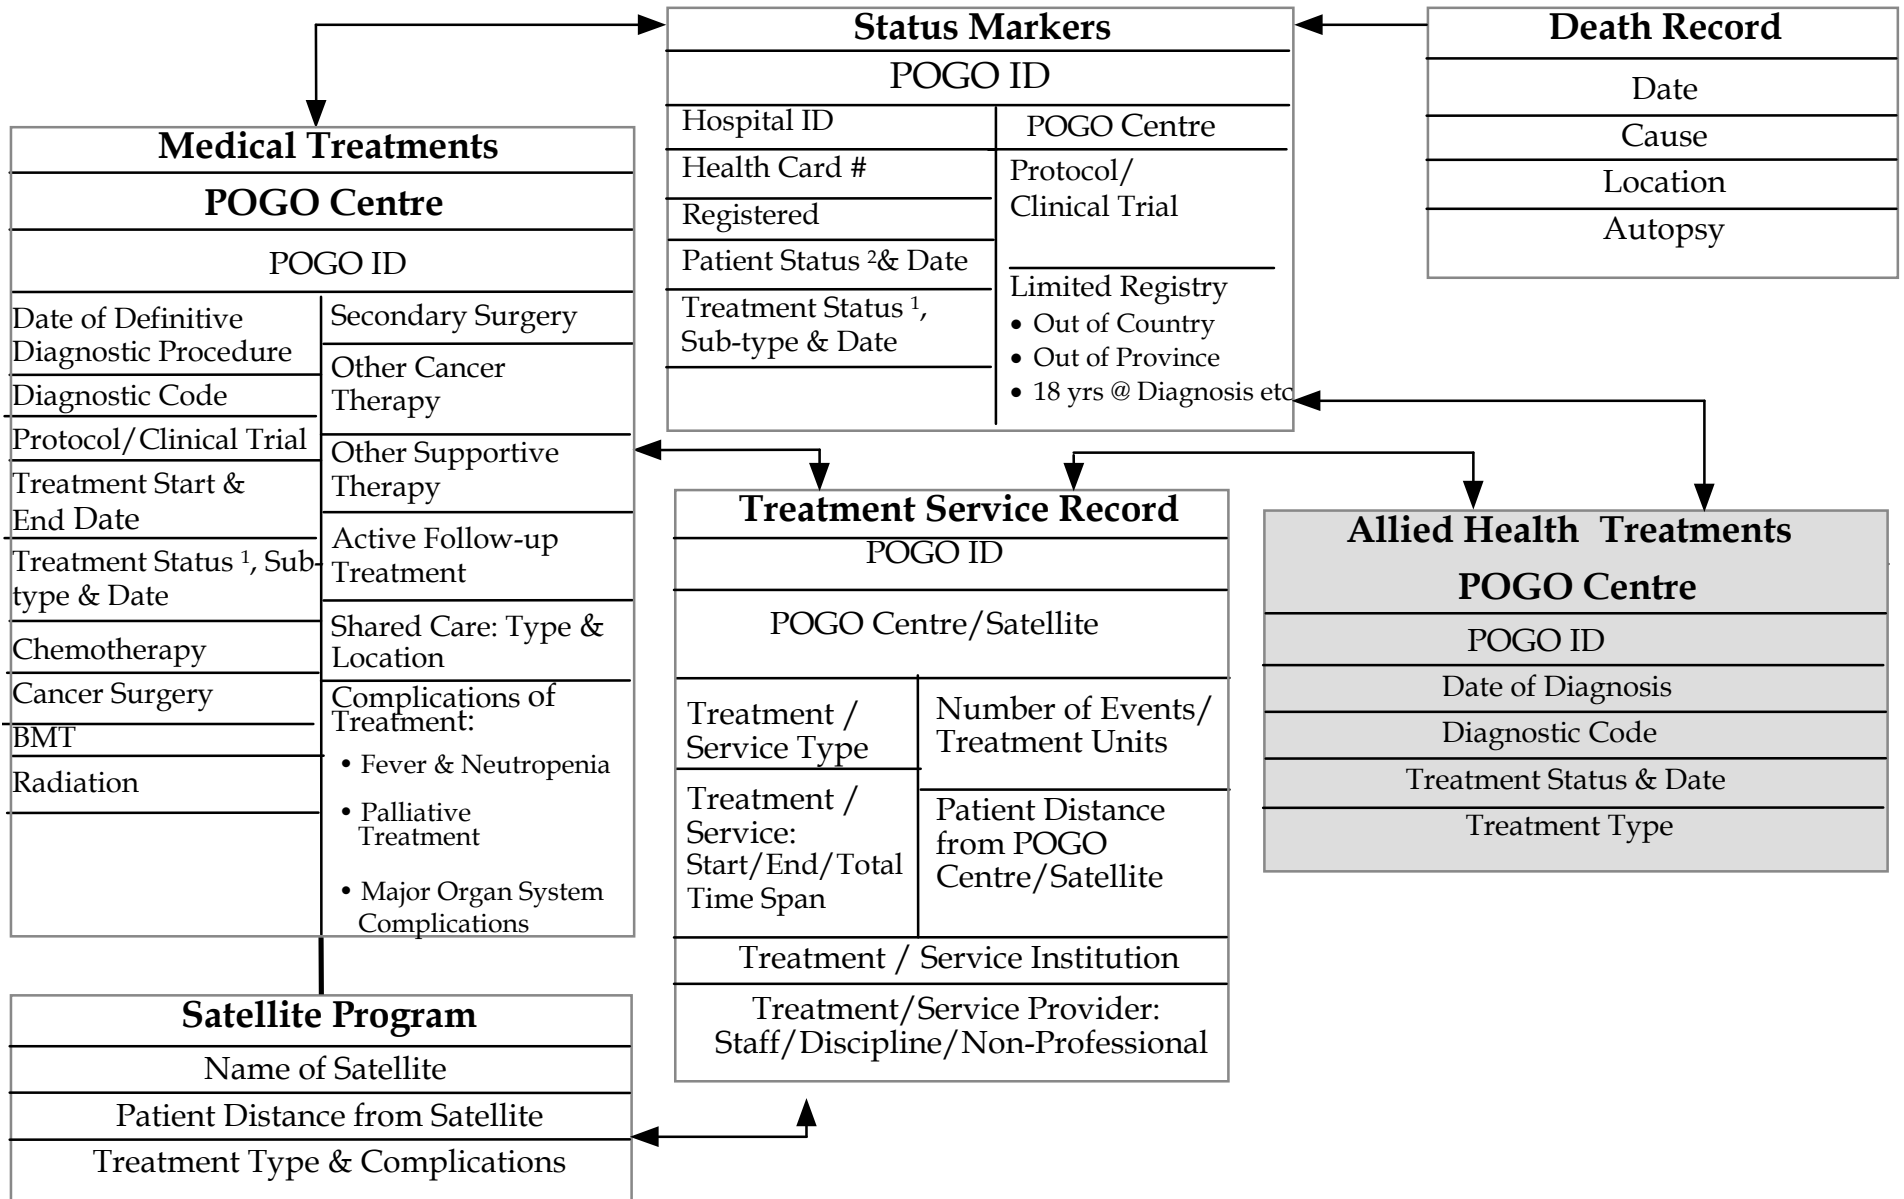 Status Markers
POGO ID
Hospital ID
Health Card #
Registered
Patient Status ²& Date
Treatment Status ¹,
Sub-type & Date
POGO Centre
Protocol/
Clinical Trial
Limited Registry
• Out of Country
• Out of Province
• 18 yrs @ Diagnosis etc
Death Record
Date
Cause
Location
Autopsy
Medical Treatments
POGO Centre
POGO ID
Date of Definitive
Diagnostic Procedure
Diagnostic Code
Protocol/Clinical Trial
Treatment Start &
End Date
Treatment Status ¹, Sub-
type & Date
Chemotherapy
Cancer Surgery
BMT
Radiation
Secondary Surgery
Other Cancer
Therapy
Other Supportive
Therapy
Active Follow-up
Treatment
Shared Care: Type &
Location
Complications of
Treatment:
• Fever & Neutropenia
• Palliative
Treatment
• Major Organ System
Complications
Treatment Service Record
POGO ID
POGO Centre/Satellite
Treatment /
Service Type
Treatment /
Service:
Start/End/Total
Time Span
Number of Events/
Treatment Units
Patient Distance
from POGO
Centre/Satellite
Treatment / Service Institution
Treatment/Service Provider:
Staff/Discipline/Non-Professional
Allied Health Treatments
POGO Centre
POGO ID
Date of Diagnosis
Diagnostic Code
Treatment Status & Date
Treatment Type
Satellite Program
Name of Satellite
Patient Distance from Satellite
Treatment Type & Complications